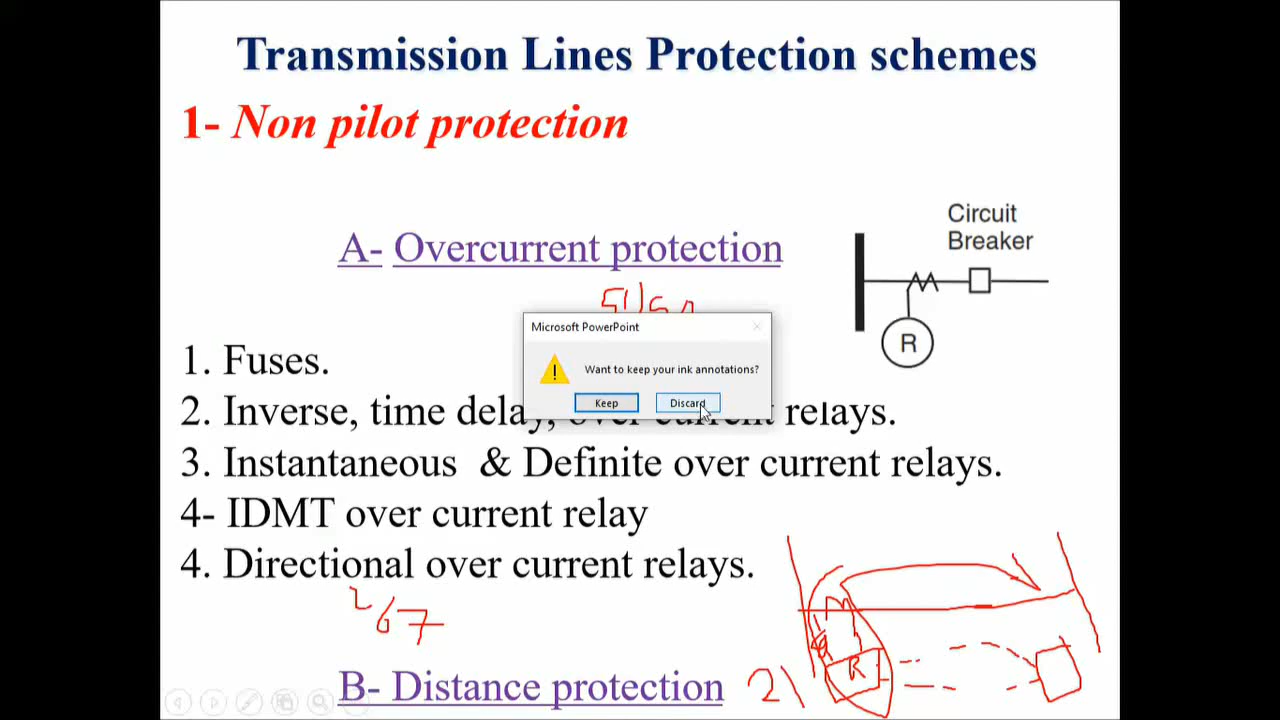 Transmission Lines Protection schemes
1- Non pilot protection
Circuit
Breaker
A- Overcurrent protection
R
Microsoft PowerPoint
Want to keep your ink annotations?
Keep
Discard
1. Fuses.
2. Inverse, time delay, over current relays.
3. Instantaneous & Definite over current relays.
4- IDMT over current relay
4. Directional over current relays.
67
R
B- Distance protection
21